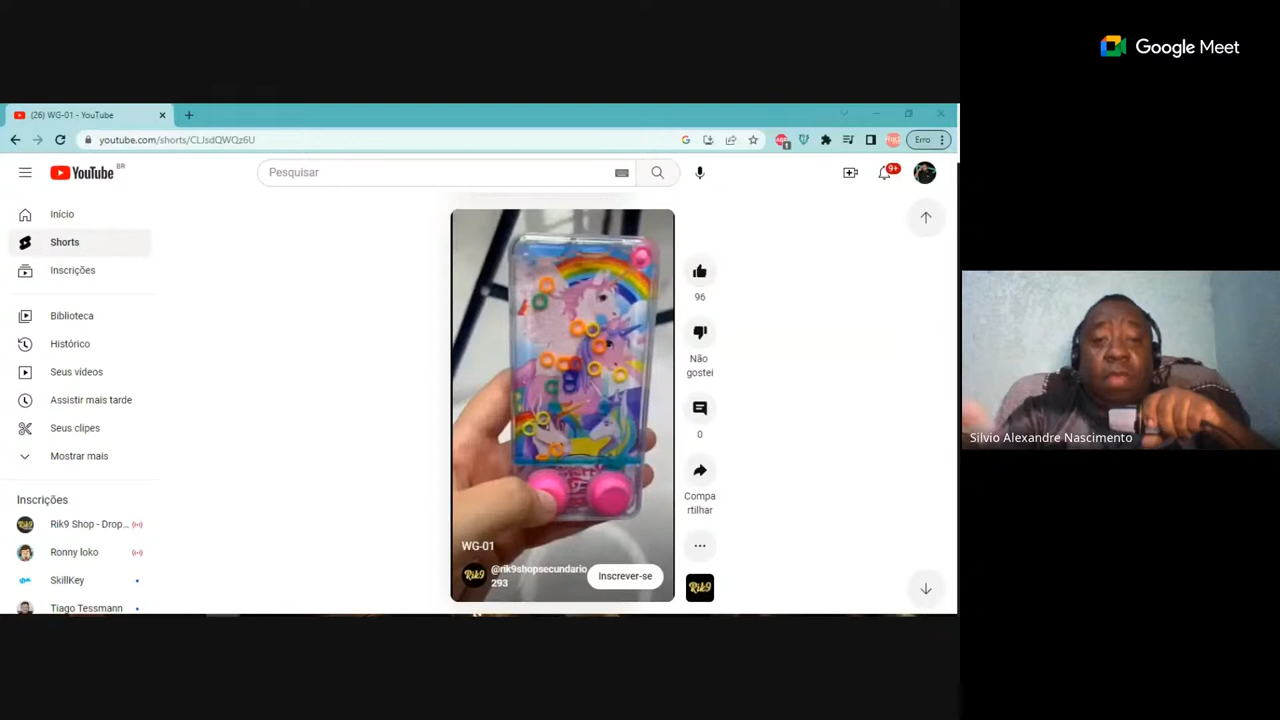 Google Meet
(26) WG-01 - YouTube
youtube.com/shorts/CLJsdQWQz6U
Erro
YouTube BR
Pesquisar
9+
Início
Shorts
Inscrições
Biblioteca
Histórico
Seus vídeos
Assistir mais tarde
Seus clipes
Mostrar mais
Inscrições
Rik9 Shop - Drop...
Ronny loko
SkillKey
Tiago Tessmann
96
Não
gostei
0
Compa
rtilhar
WG-01
Rik9
@rik9shopsecundario
293
Inscrever-se
Rik9
Silvio Alexandre Nascimento